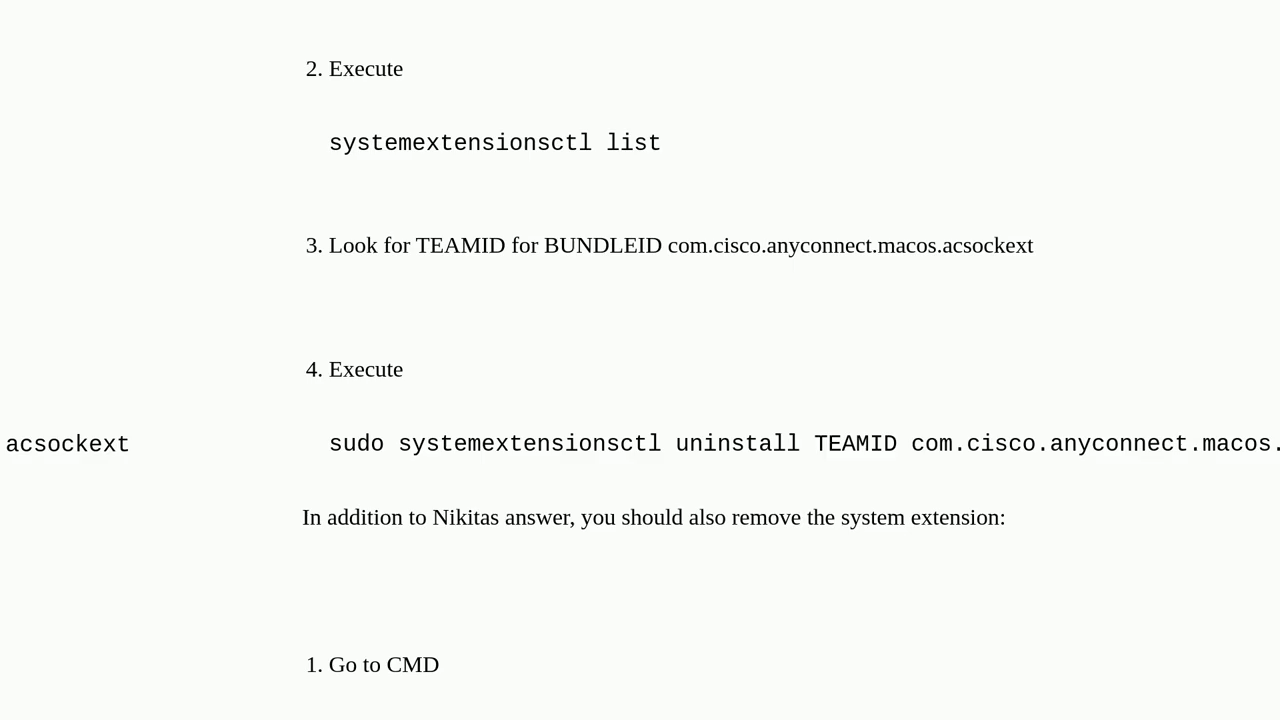 2. Execute
systemextensionsctl list
3. Look for TEAMID for BUNDLEID com.cisco.anyconnect.macos.acsockext
4. Execute
sudo systemextensionsctl uninstall TEAMID com.cisco.anyconnect.macos.
acsockext
In addition to Nikitas answer, you should also remove the system extension:
1. Go to CMD